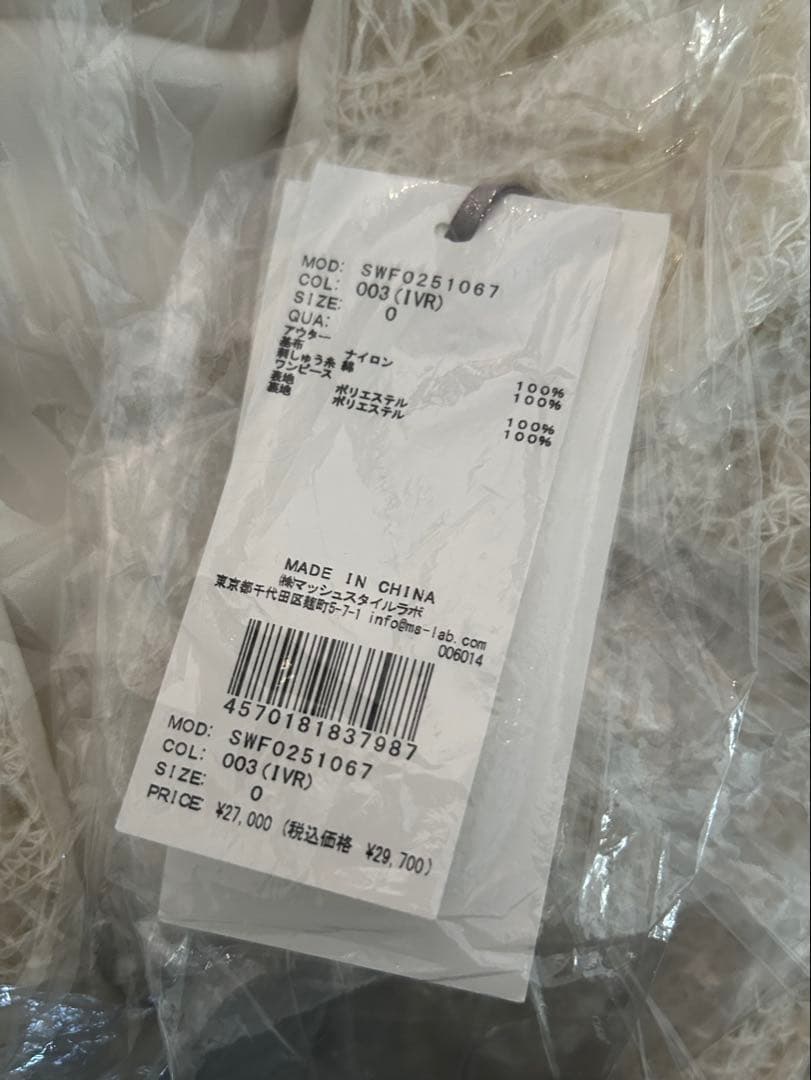 MOD: SWF0251067
COL: 003(IVR)
SIZE: 0
QUA:
アウター
基布 ナイロン 100%
刺しゅう糸 綿 100%
ワンピース
表地 ポリエステル 100%
裏地 ポリエステル 100%
MADE IN CHINA
㈱マッシュスタイルラボ
東京都千代田区麹町5-7-1 info@ms-lab.com
006014
4570181837987
MOD: SWF0251067
COL: 003(IVR)
SIZE: 0
PRICE: ¥27,000 (税込価格 ¥29,700)